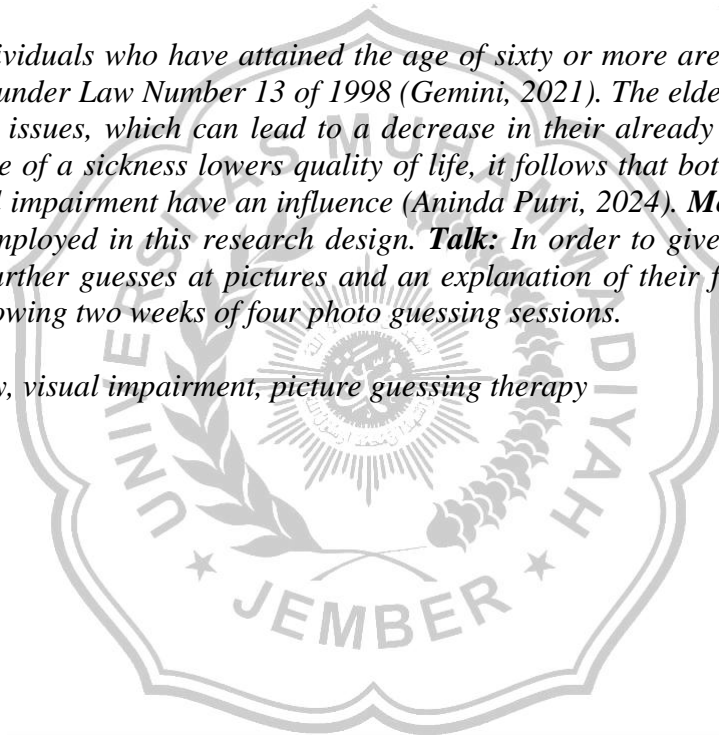 ividuals who have attained the age of sixty or more are
under Law Number 13 of 1998 (Gemini, 2021). The elde
issues, which can lead to a decrease in their already
e of a sickness lowers quality of life, it follows that bot
l impairment have an influence (Aninda Putri, 2024). Me
mployed in this research design. Talk: In order to give
urther guesses at pictures and an explanation of their f
owing two weeks of four photo guessing sessions.
y, visual impairment, picture guessing therapy
UNIVERSITAS MUHAMMADIYAH
JEMBER